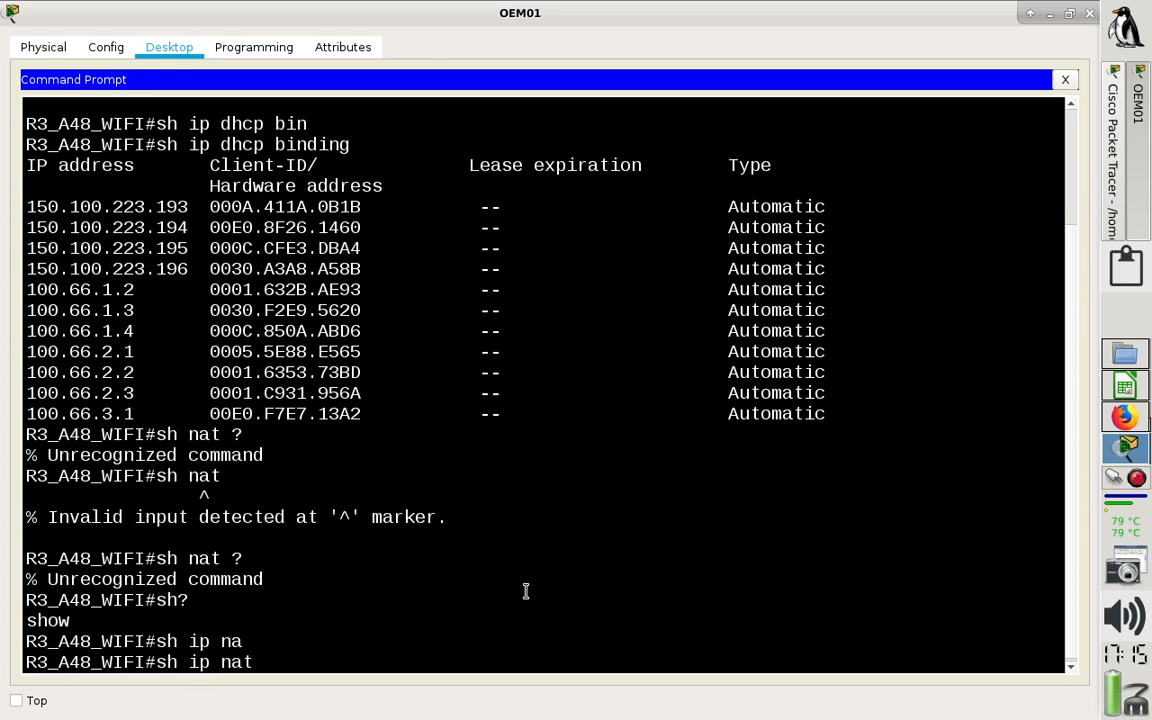 OEM01
Physical Config Desktop Programming Attributes
Command Prompt X
R3_A48_WIFI#sh ip dhcp bin
R3_A48_WIFI#sh ip dhcp binding
IP address Client-ID/ Lease expiration Type
Hardware address
150.100.223.193 000A.411A.0B1B -- Automatic
150.100.223.194 00E0.8F26.1460 -- Automatic
150.100.223.195 000C.CFE3.DBA4 -- Automatic
150.100.223.196 0030.A3A8.A58B -- Automatic
100.66.1.2 0001.632B.AE93 -- Automatic
100.66.1.3 0030.F2E9.5620 -- Automatic
100.66.1.4 000C.850A.ABD6 -- Automatic
100.66.2.1 0005.5E88.E565 -- Automatic
100.66.2.2 0001.6353.73BD -- Automatic
100.66.2.3 0001.C931.956A -- Automatic
100.66.3.1 00E0.F7E7.13A2 -- Automatic
R3_A48_WIFI#sh nat ?
% Unrecognized command
R3_A48_WIFI#sh nat
^
% Invalid input detected at '^' marker.
R3_A48_WIFI#sh nat ?
% Unrecognized command
R3_A48_WIFI#sh?
show
R3_A48_WIFI#sh ip na
R3_A48_WIFI#sh ip nat
Top
Cisco Packet Tracer - /hom
OEM01
79 °C
79 °C
17:15